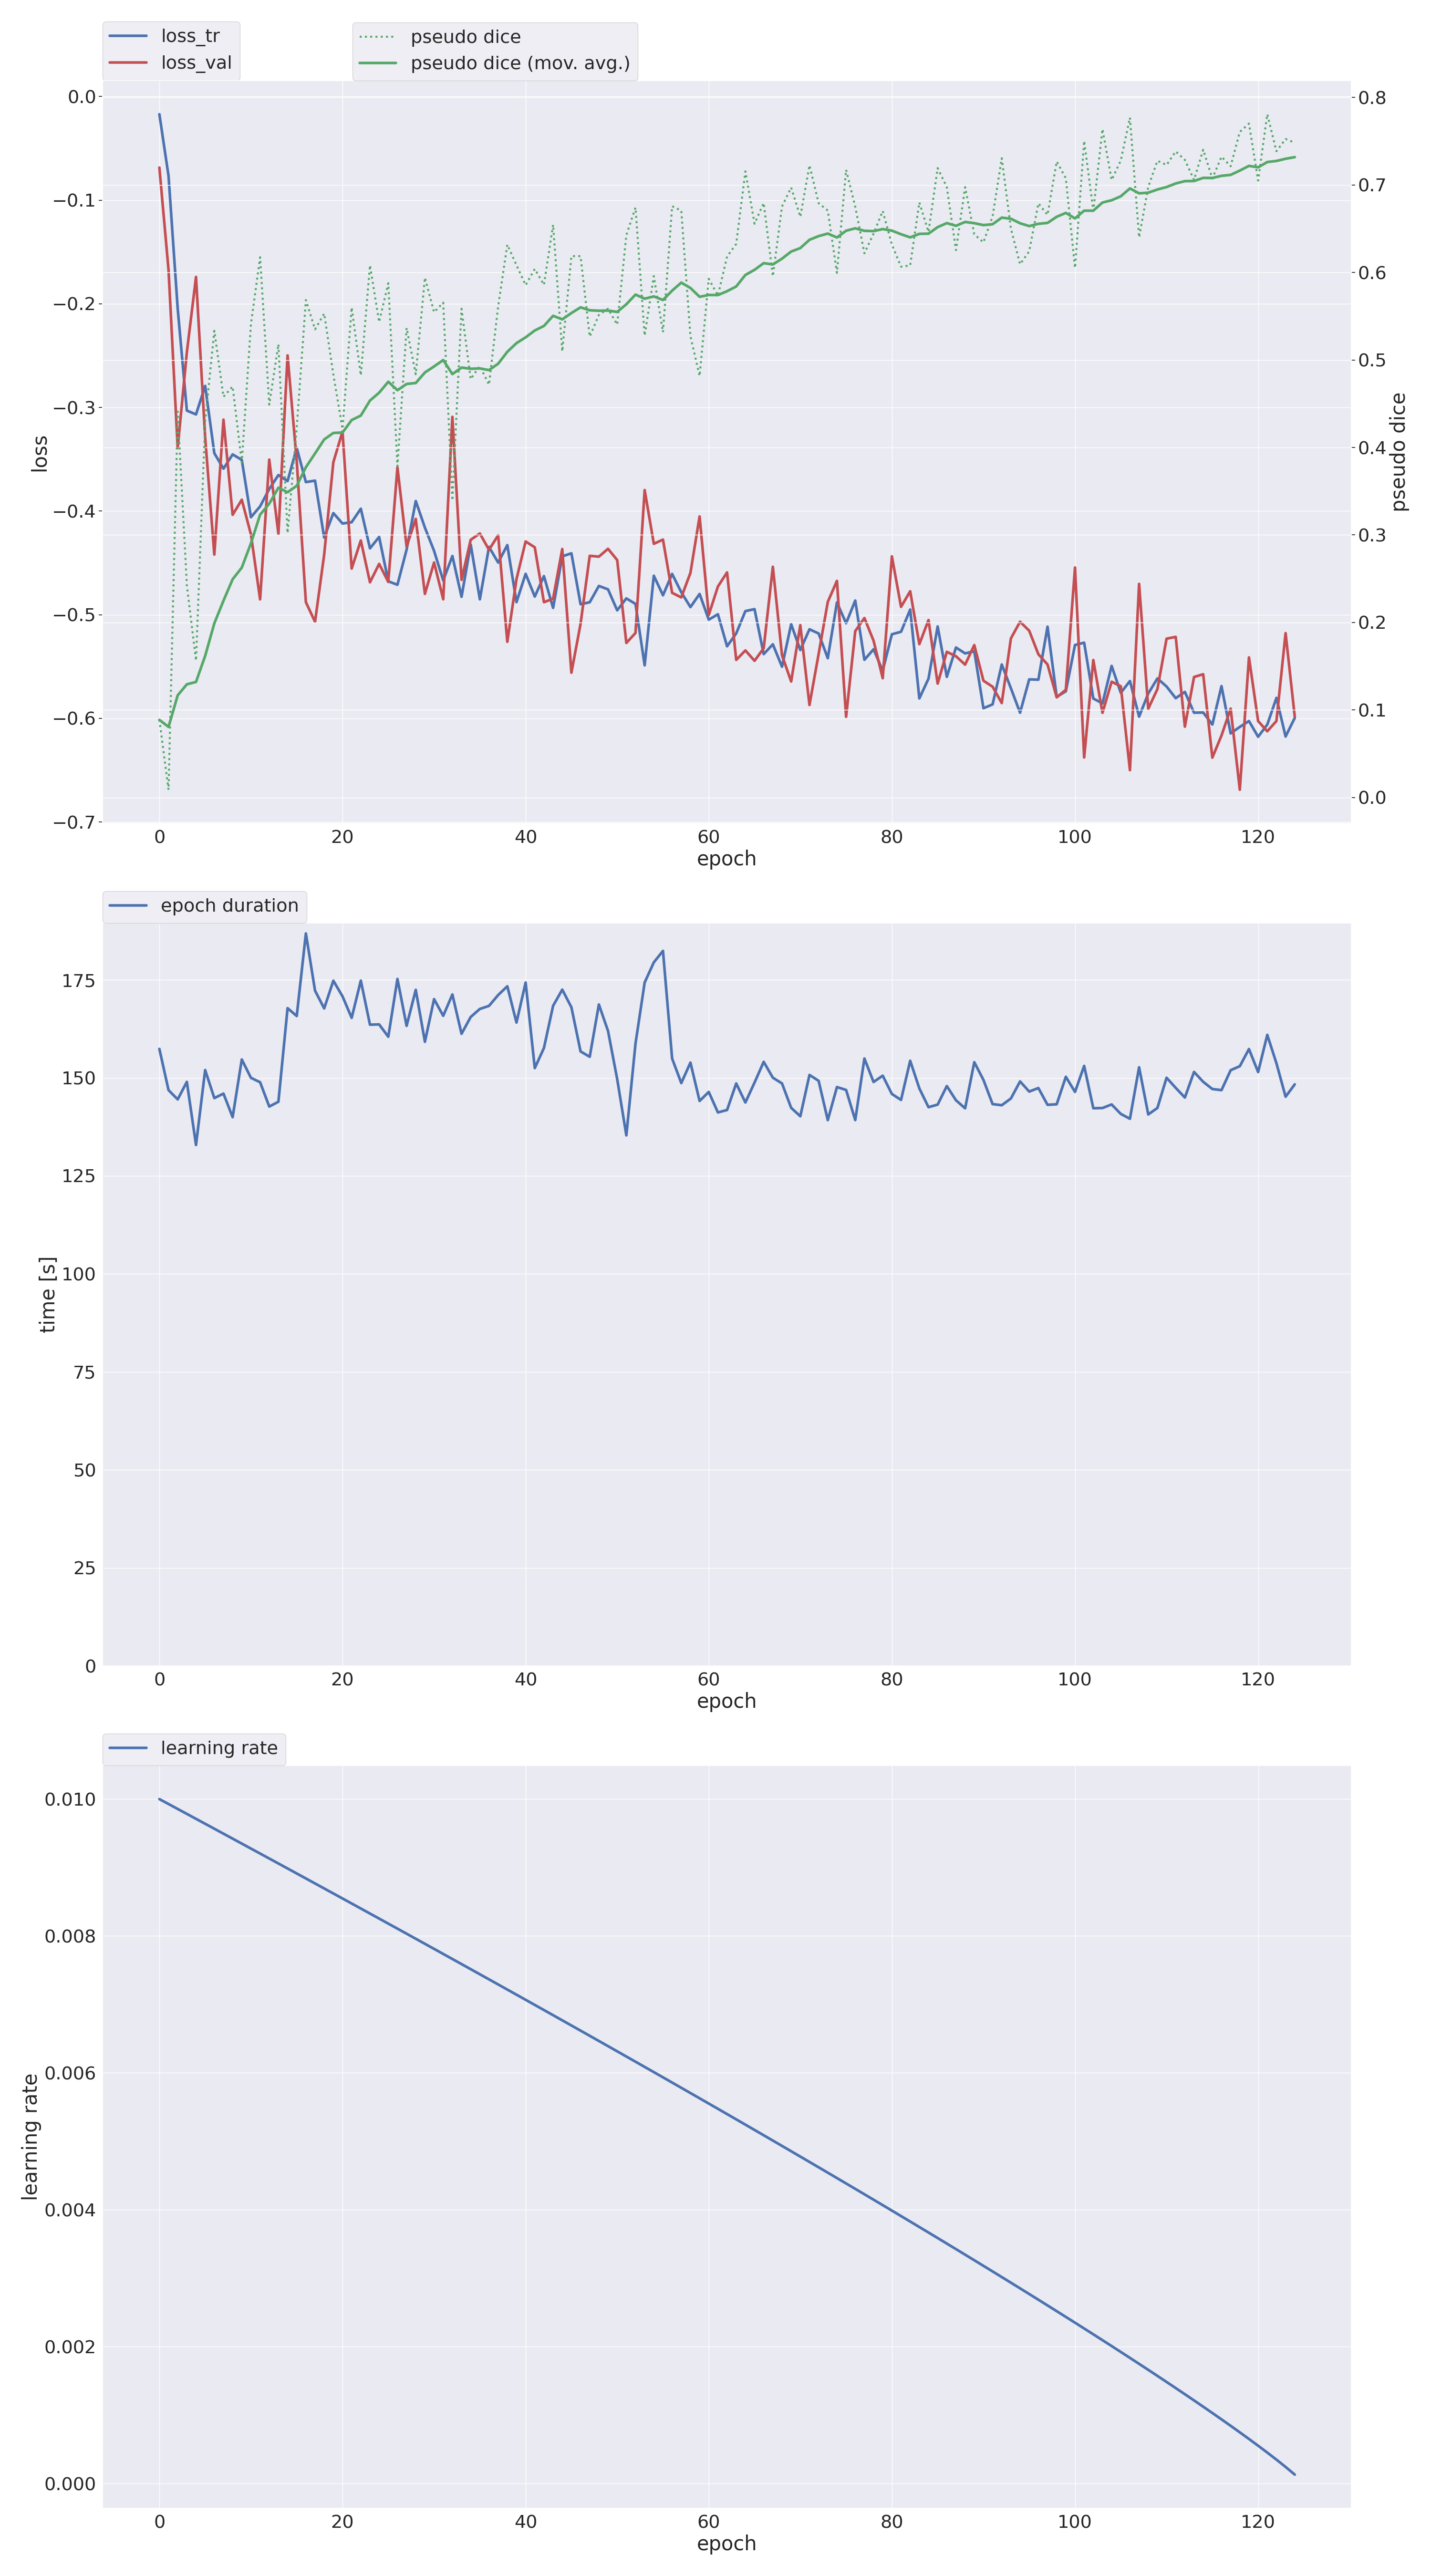 loss_tr
loss_val
pseudo dice
pseudo dice (mov. avg.)
0.0
−0.1
−0.2
−0.3
−0.4
−0.5
−0.6
−0.7
loss
0.8
0.7
0.6
0.5
0.4
0.3
0.2
0.1
0.0
pseudo dice
0 20 40 60 80 100 120
epoch
epoch duration
175
150
125
100
75
50
25
0
time [s]
0 20 40 60 80 100 120
epoch
learning rate
0.010
0.008
0.006
0.004
0.002
0.000
learning rate
0 20 40 60 80 100 120
epoch